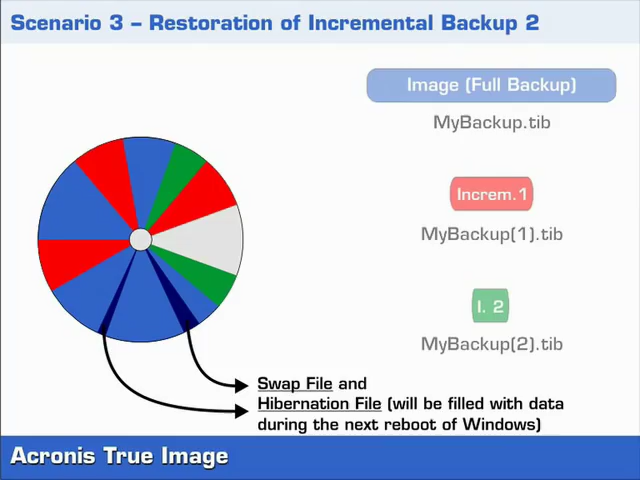 Scenario 3 – Restoration of Incremental Backup 2
Image (Full Backup)
MyBackup.tib
Increm.1
MyBackup(1).tib
I. 2
MyBackup(2).tib
Swap File and
Hibernation File (will be filled with data
during the next reboot of Windows)
Acronis True Image